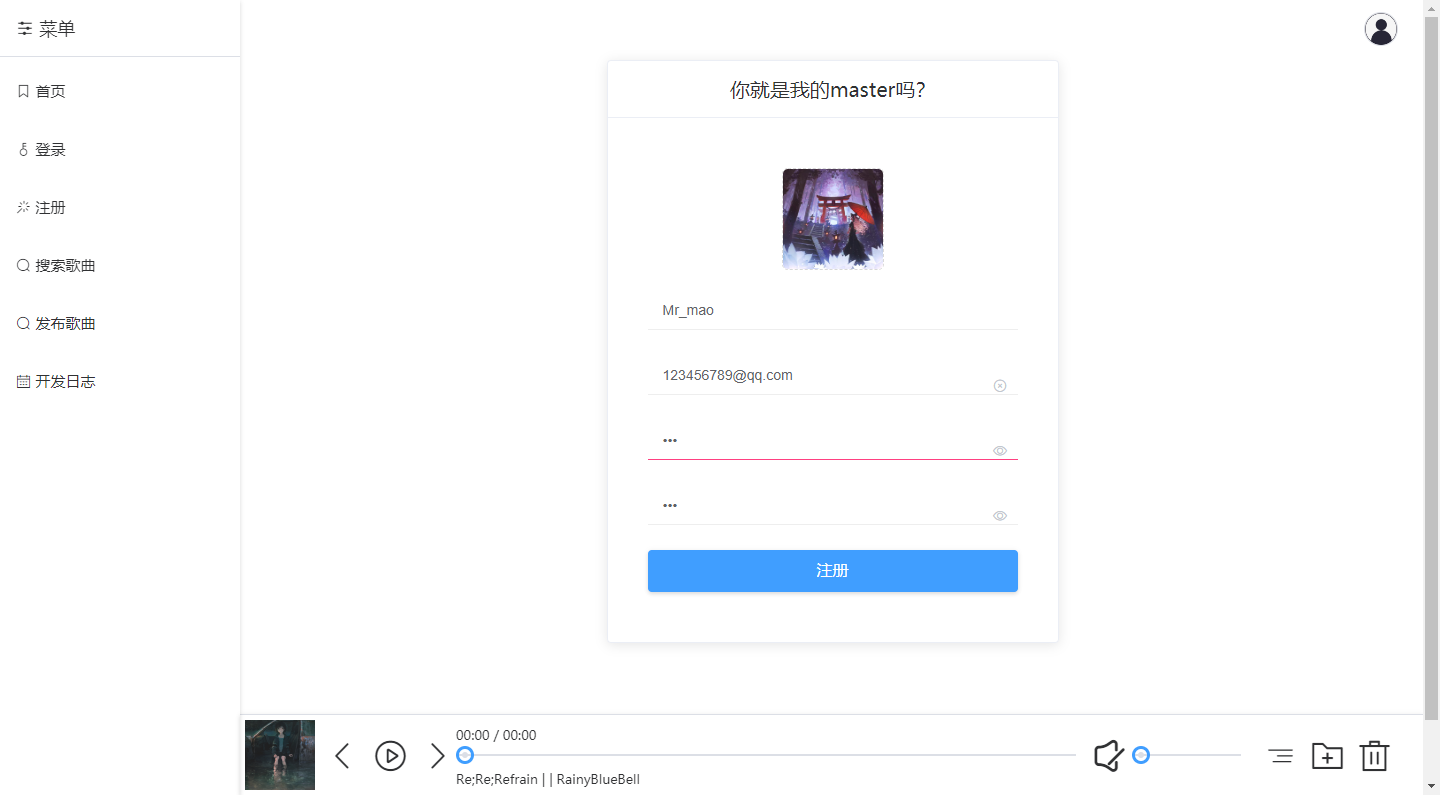 菜单
首页
登录
注册
搜索歌曲
发布歌曲
开发日志
你就是我的master吗?
Mr_mao
123456789@qq.com
•••
•••
注册
00:00 / 00:00
Re;Re;Refrain | | RainyBlueBell